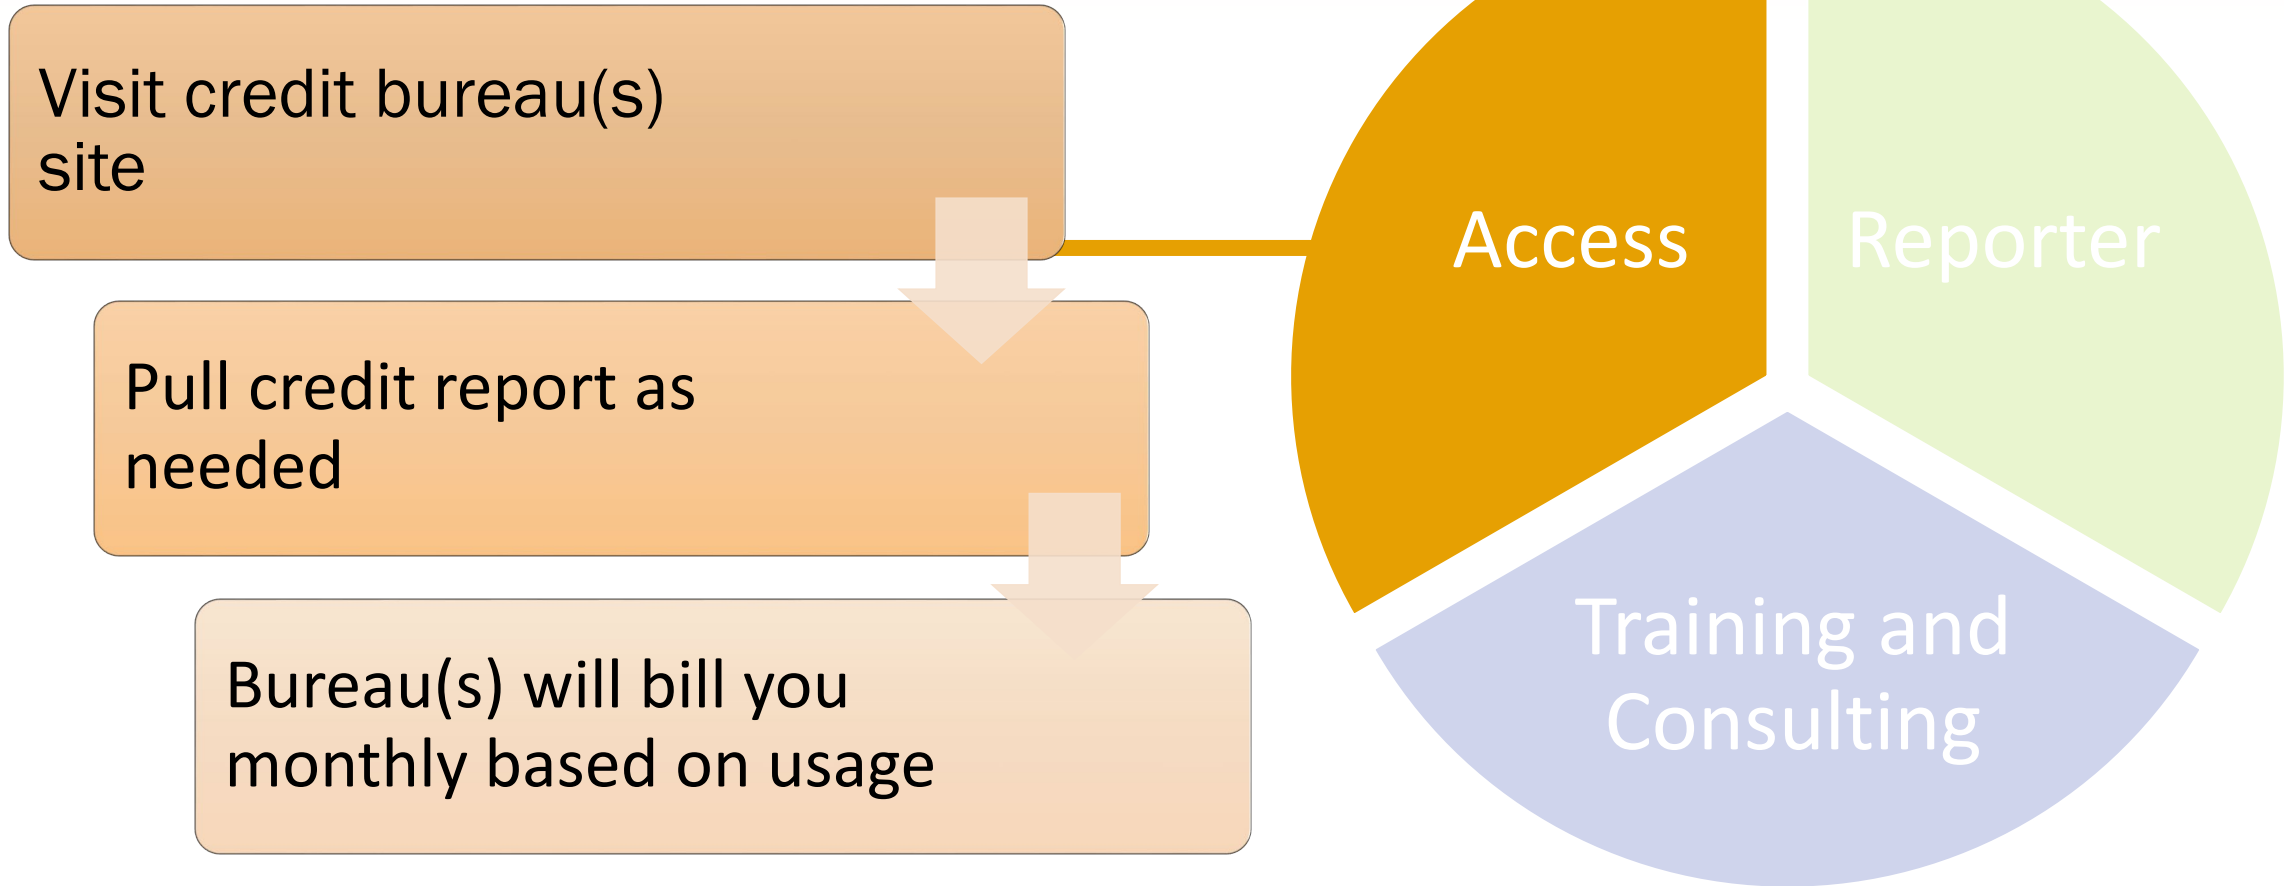 Visit credit bureau(s)
site
Pull credit report as
needed
Bureau(s) will bill you
monthly based on usage
Access
Reporter
Training and
Consulting